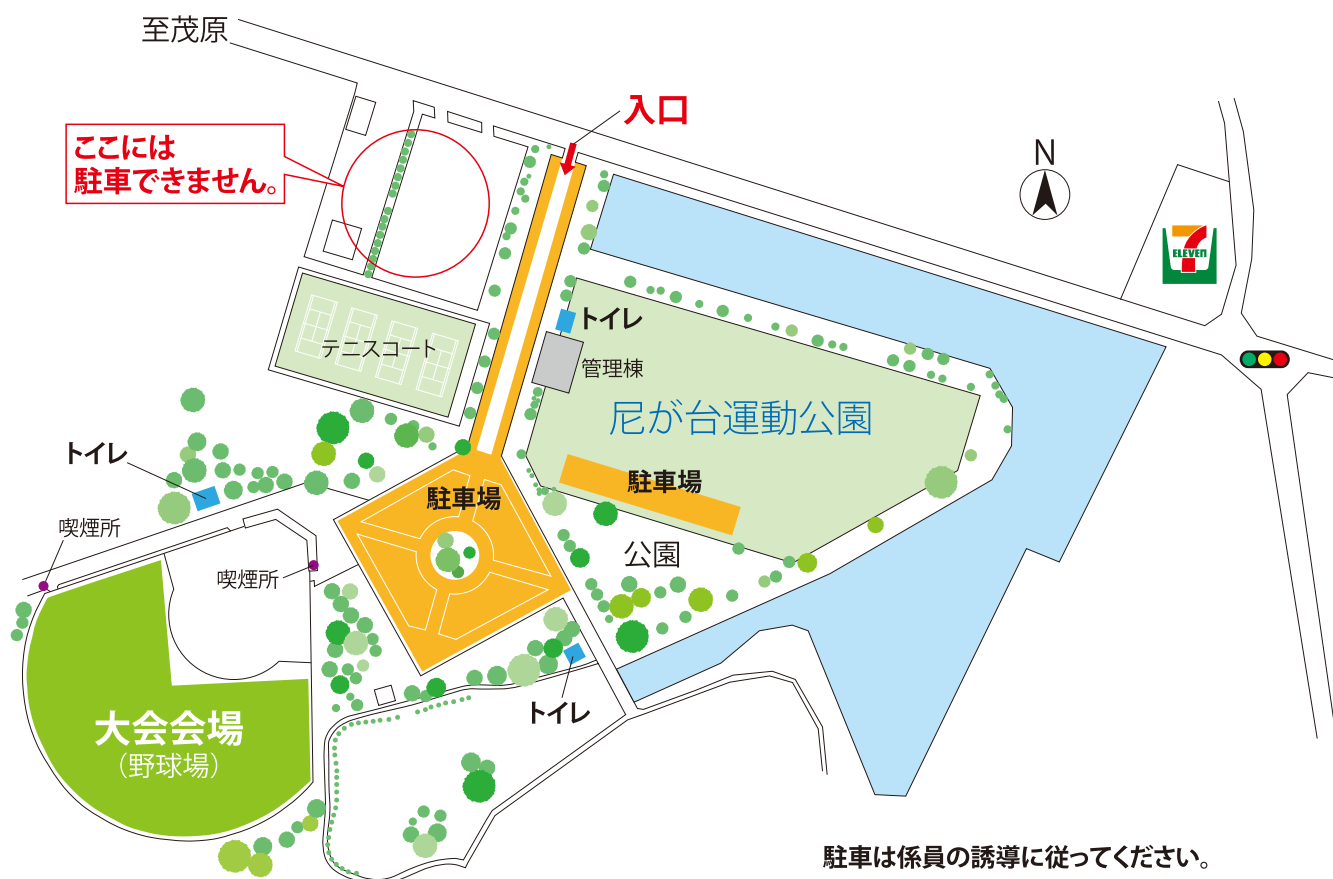 至茂原
入口
ここには
駐車できません。
N
ELEVEn
トイレ
テニスコート
管理棟
尼が台運動公園
トイレ
駐車場
駐車場
喫煙所
公園
喫煙所
トイレ
大会会場
（野球場）
駐車は係員の誘導に従ってください。